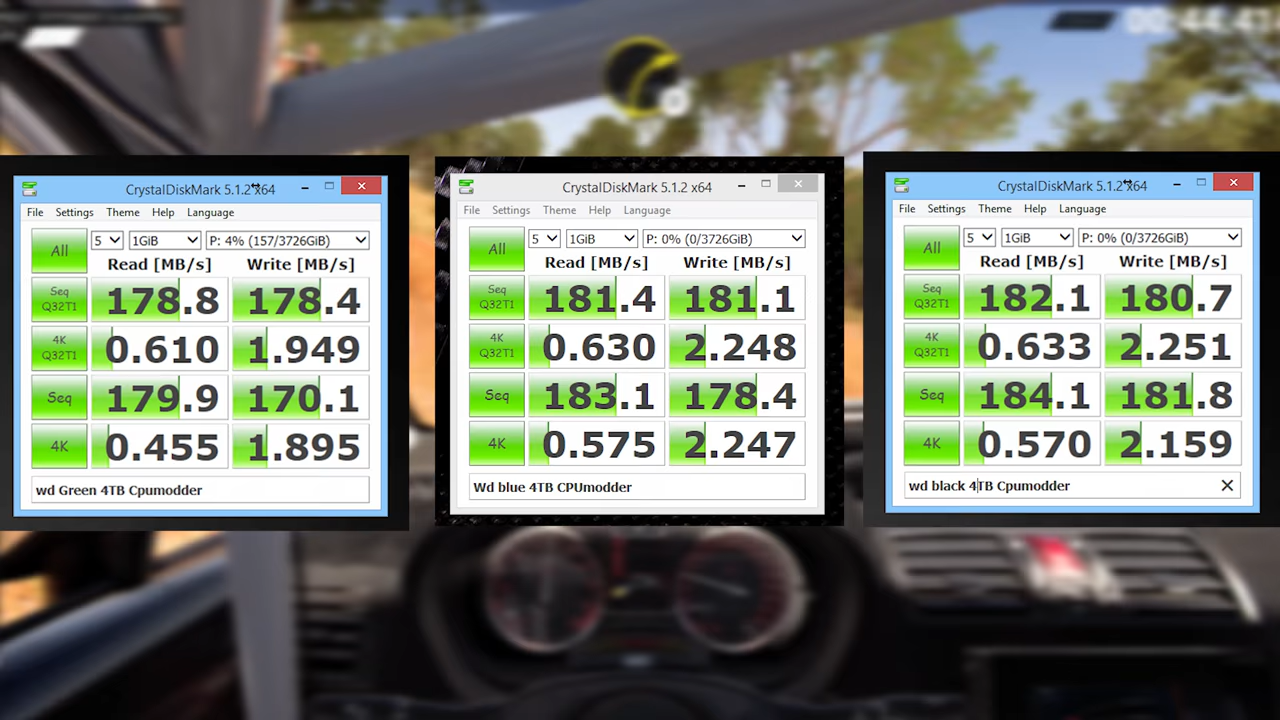 00:44.41
0
CrystalDiskMark 5.1.2 x64
File Settings Theme Help Language
All 5 1GiB P: 4% (157/3726GiB)
Read [MB/s] Write [MB/s]
Seq Q32T1 178.8 178.4
4K Q32T1 0.610 1.949
Seq 179.9 170.1
4K 0.455 1.895
wd Green 4TB Cpumodder
CrystalDiskMark 5.1.2 x64
File Settings Theme Help Language
All 5 1GiB P: 0% (0/3726GiB)
Read [MB/s] Write [MB/s]
Seq Q32T1 181.4 181.1
4K Q32T1 0.630 2.248
Seq 183.1 178.4
4K 0.575 2.247
Wd blue 4TB CPUmodder
CrystalDiskMark 5.1.2 x64
File Settings Theme Help Language
All 5 1GiB P: 0% (0/3726GiB)
Read [MB/s] Write [MB/s]
Seq Q32T1 182.1 180.7
4K Q32T1 0.633 2.251
Seq 184.1 181.8
4K 0.570 2.159
wd black 4TB Cpumodder